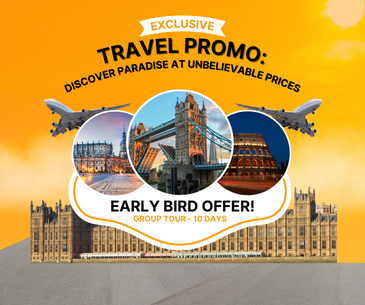 EXCLUSIVE
TRAVEL PROMO:
DISCOVER PARADISE AT UNBELIEVABLE PRICES
EARLY BIRD OFFER!
GROUP TOUR - 10 DAYS